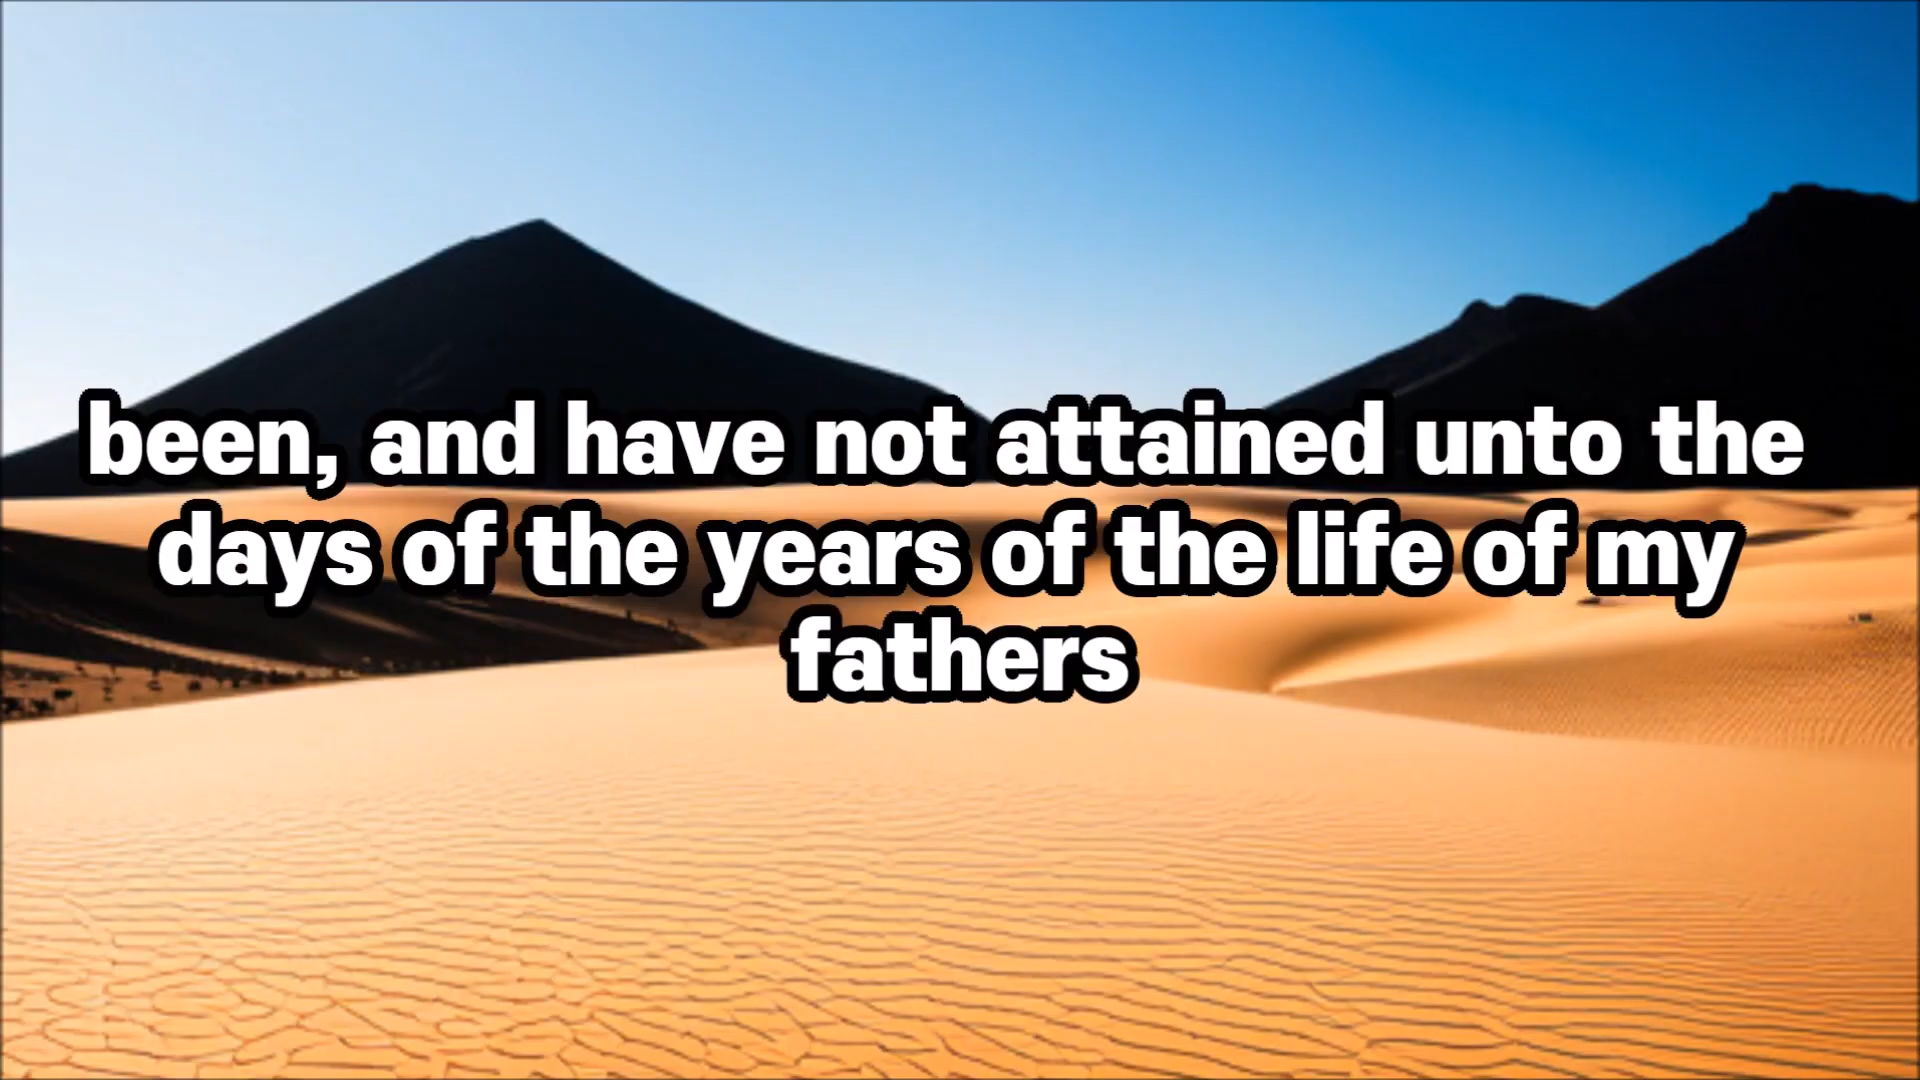 been, and have not attained unto the
days of the years of the life of my
fathers